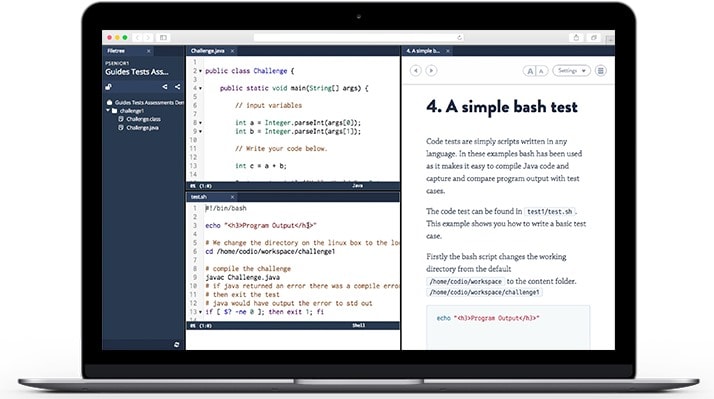 Filetree
PSENIOR1
Guides Tests Ass...
Guides Tests Assessments Den
challenge1
Challenge.class
Challenge.java
Challenge.java
1
2 public class Challenge {
3
4 public static void main(String[] args) {
5
6 // input variables
7
8 int a = Integer.parseInt(args[0]);
9 int b = Integer.parseInt(args[1]);
10
11 // Write your code below.
12
13 int c = a + b;
(1:0) Java
test.sh
1 #!/bin/bash
2
3 echo "<h3>Program Output</h3>"
4
5 # We change the directory on the linux box to the loc
6 cd /home/codio/workspace/challenge1
7
8 # compile the challenge
9 javac Challenge.java
10 # if java returned an error there was a compile error
11 # then exit the test
12 # java would have output the error to std out
13 if [ $? -ne 0 ]; then exit 1; fi
(1:0) Shell
4. A simple b...
A A Settings
4. A simple bash test
Code tests are simply scripts written in any
language. In these examples bash has been used
as it makes it easy to compile Java code and
capture and compare program output with test
cases.
The code test can be found in test1/test.sh .
This example shows you how to write a basic test
case.
Firstly the bash script changes the working
directory from the default
/home/codio/workspace to the content folder.
/home/codio/workspace/challenge1
echo "<h3>Program Output</h3>"